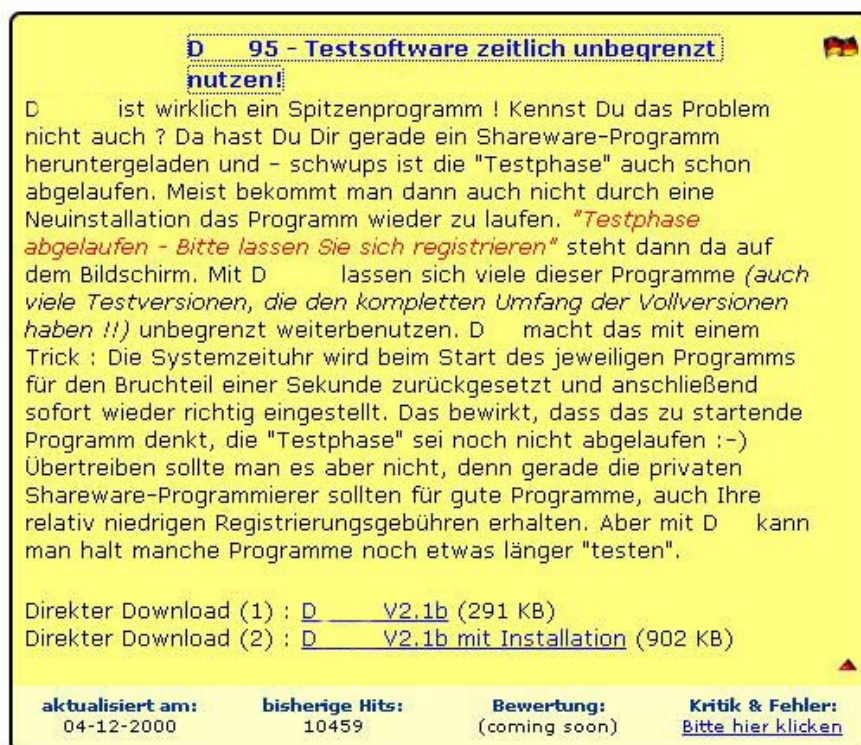 D 95 - Testsoftware zeitlich unbegrenzt
nutzen!
D ist wirklich ein Spitzenprogramm ! Kennst Du das Problem
nicht auch ? Da hast Du Dir gerade ein Shareware-Programm
heruntergeladen und - schwups ist die "Testphase" auch schon
abgelaufen. Meist bekommt man dann auch nicht durch eine
Neuinstallation das Programm wieder zu laufen. "Testphase
abgelaufen - Bitte lassen Sie sich registrieren" steht dann da auf
dem Bildschirm. Mit D lassen sich viele dieser Programme (auch
viele Testversionen, die den kompletten Umfang der Vollversionen
haben !!) unbegrenzt weiterbenutzen. D macht das mit einem
Trick : Die Systemzeituhr wird beim Start des jeweiligen Programms
für den Bruchteil einer Sekunde zurückgesetzt und anschließend
sofort wieder richtig eingestellt. Das bewirkt, dass das zu startende
Programm denkt, die "Testphase" sei noch nicht abgelaufen :-)
Übertreiben sollte man es aber nicht, denn gerade die privaten
Shareware-Programmierer sollten für gute Programme, auch Ihre
relativ niedrigen Registrierungsgebühren erhalten. Aber mit D kann
man halt manche Programme noch etwas länger "testen".
Direkter Download (1) : D V2.1b (291 KB)
Direkter Download (2) : D V2.1b mit Installation (902 KB)
aktualisiert am: bisherige Hits: Bewertung: Kritik & Fehler:
04-12-2000 10459 (coming soon) Bitte hier klicken